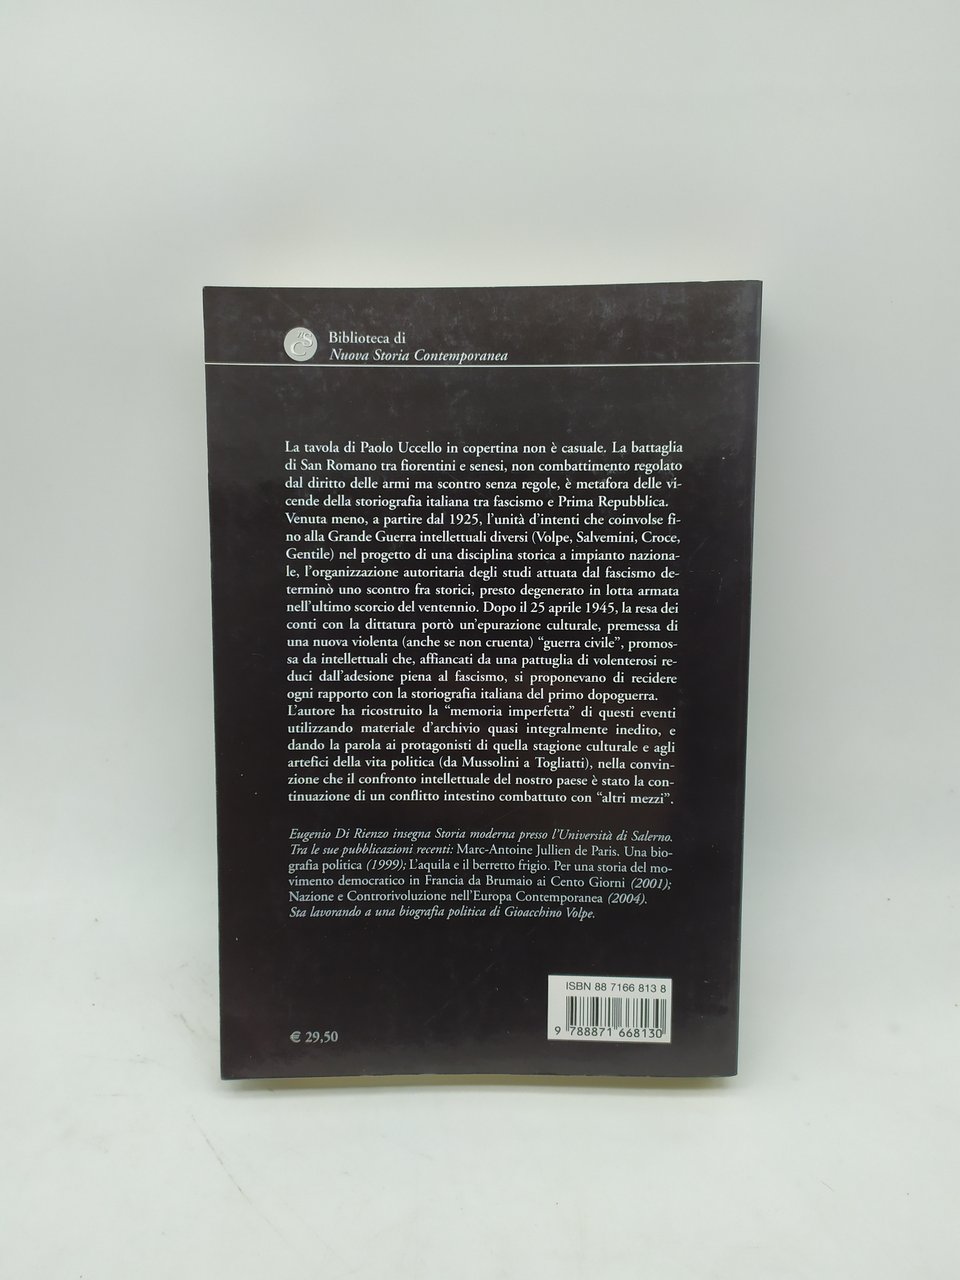 Biblioteca di
Nuova Storia Contemporanea
La tavola di Paolo Uccello in copertina non è casuale. La battaglia
di San Romano tra fiorentini e senesi, non combattimento regolato
dal diritto delle armi ma scontro senza regole, è metafora delle vi-
cende della storiografia italiana tra fascismo e Prima Repubblica.
Venuta meno, a partire dal 1925, l'unità d'intenti che coinvolse fi-
no alla Grande Guerra intellettuali diversi (Volpe, Salvemini, Croce,
Gentile) nel progetto di una disciplina storica a impianto naziona-
le, l'organizzazione autoritaria degli studi attuata dal fascismo de-
terminò uno scontro fra storici, presto degenerato in lotta armata
nell'ultimo scorcio del ventennio. Dopo il 25 aprile 1945, la resa dei
conti con la dittatura portò un'epurazione culturale, premessa di
una nuova violenta (anche se non cruenta) "guerra civile", promos-
sa da intellettuali che, affiancati da una pattuglia di volenterosi re-
duci dall'adesione piena al fascismo, si proponevano di recidere
ogni rapporto con la storiografia italiana del primo dopoguerra.
L'autore ha ricostruito la "memoria imperfetta" di questi eventi
utilizzando materiale d'archivio quasi integralmente inedito, e
dando la parola ai protagonisti di quella stagione culturale e agli
artefici della vita politica (da Mussolini a Togliatti), nella convin-
zione che il confronto intellettuale del nostro paese è stato la con-
tinuazione di un conflitto intestino combattuto con "altri mezzi".
Eugenio Di Rienzo insegna Storia moderna presso l'Università di Salerno.
Tra le sue pubblicazioni recenti: Marc-Antoine Jullien de Paris. Una bio-
grafia politica (1999); L'aquila e il berretto frigio. Per una storia del mo-
vimento democratico in Francia da Brumaio ai Cento Giorni (2001);
Nazione e Controrivoluzione nell'Europa Contemporanea (2004).
Sta lavorando a una biografia politica di Gioacchino Volpe.
ISBN 88 7166 813 8
9 788871 668130
€ 29,50